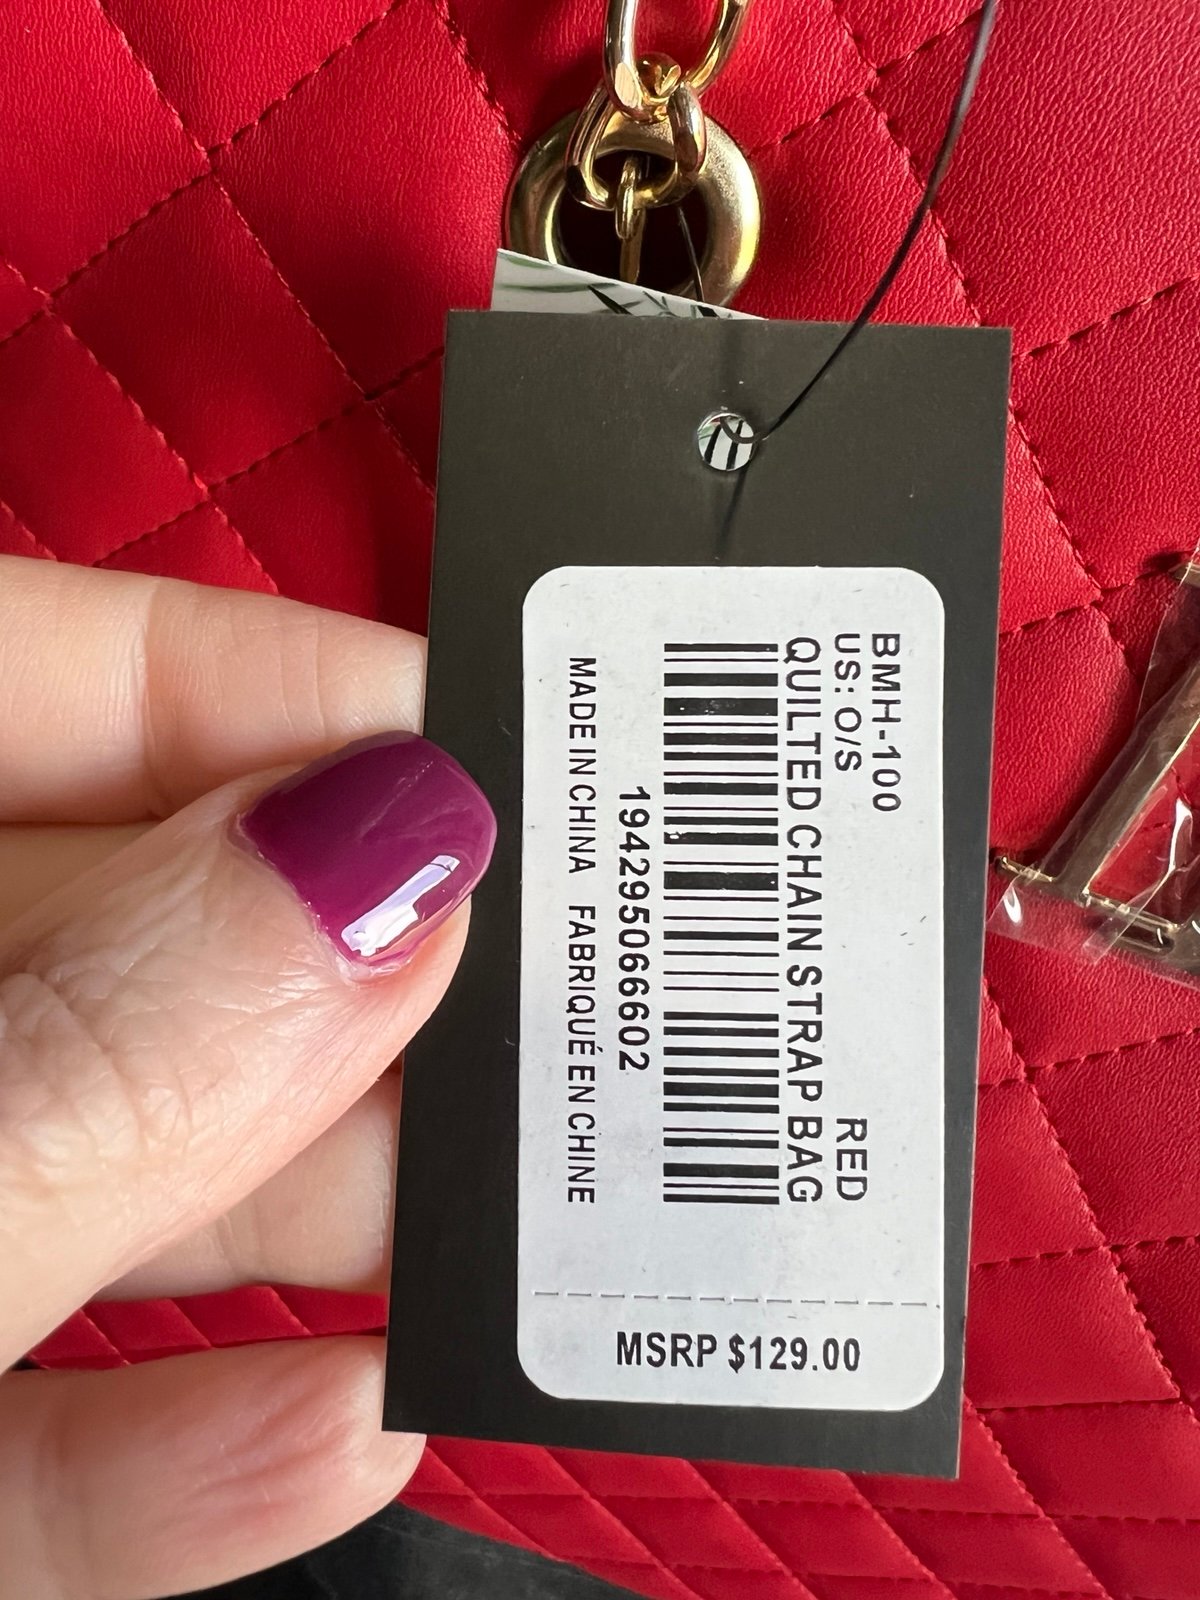 BMH-100
US: O/S RED
QUILTED CHAIN STRAP BAG
194295066602
MADE IN CHINA FABRIQUÉ EN CHINE
MSRP $129.00